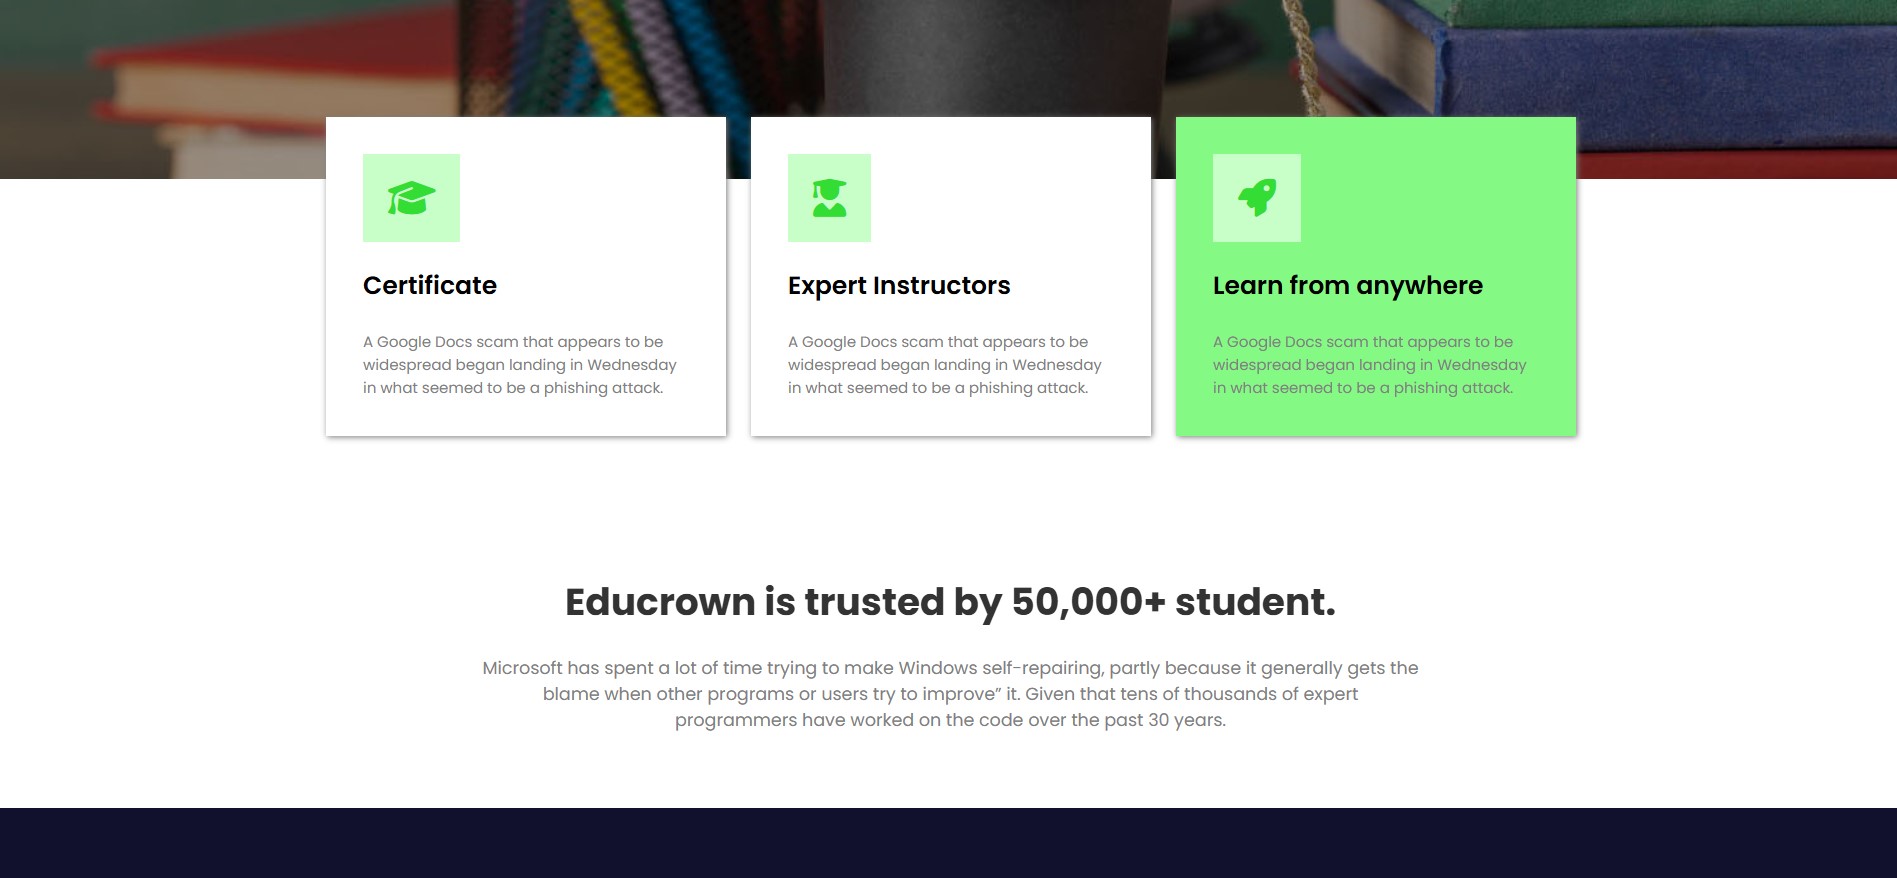 Certificate
A Google Docs scam that appears to be
widespread began landing in Wednesday
in what seemed to be a phishing attack.
Expert Instructors
A Google Docs scam that appears to be
widespread began landing in Wednesday
in what seemed to be a phishing attack.
Learn from anywhere
A Google Docs scam that appears to be
widespread began landing in Wednesday
in what seemed to be a phishing attack.
Educrown is trusted by 50,000+ student.
Microsoft has spent a lot of time trying to make Windows self-repairing, partly because it generally gets the
blame when other programs or users try to improve” it. Given that tens of thousands of expert
programmers have worked on the code over the past 30 years.